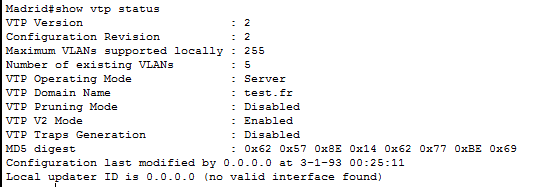 Madrid#show vtp status
VTP Version : 2
Configuration Revision : 2
Maximum VLANs supported locally : 255
Number of existing VLANs : 5
VTP Operating Mode : Server
VTP Domain Name : test.fr
VTP Pruning Mode : Disabled
VTP V2 Mode : Enabled
VTP Traps Generation : Disabled
MD5 digest : 0x62 0x57 0x8E 0x14 0x62 0x77 0xBE 0x69
Configuration last modified by 0.0.0.0 at 3-1-93 00:25:11
Local updater ID is 0.0.0.0 (no valid interface found)